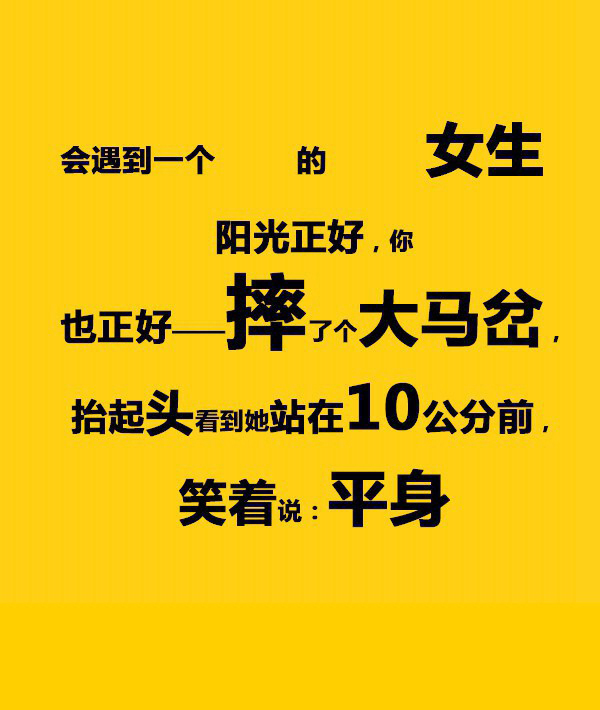 会遇到一个 的 女生
阳光正好，你
也正好——摔了个大马岔，
抬起头看到她站在10公分前，
笑着说：平身